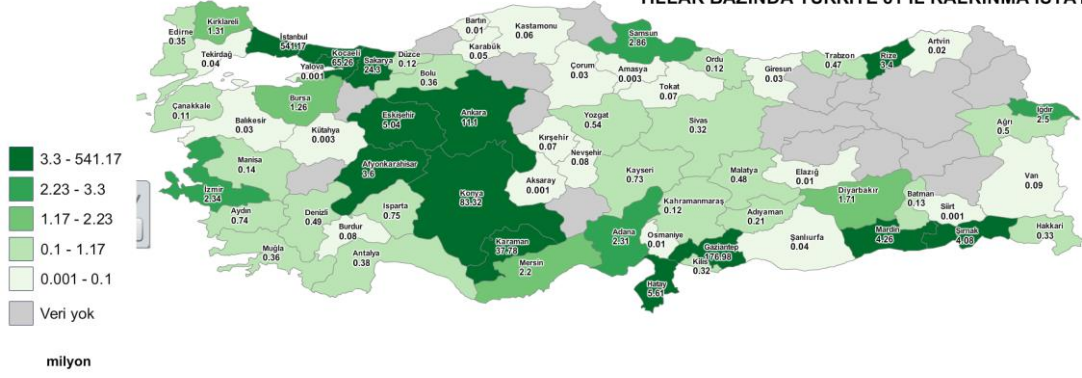 BAZINDA TÜRKİYE 81 İL KALKINMA
Kırklareli
1.31
Edirne
0.35
Tekirdağ
0.04
İstanbul
541.17
Kocaeli
65.26
Yalova
0.001
Sakarya
24.3
Düzce
0.12
Bolu
0.36
Bartın
0.01
Karabük
0.05
Kastamonu
0.06
Çorum
0.03
Samsun
2.86
Amasya
0.003
Tokat
0.07
Ordu
0.12
Giresun
0.03
Trabzon
0.47
Rize
3.4
Artvin
0.02
Iğdır
2.5
Ağrı
0.5
Çanakkale
0.11
Bursa
1.26
Balıkesir
0.03
Kütahya
0.003
Eskişehir
5.04
Ankara
11.1
Kırşehir
0.07
Yozgat
0.54
Nevşehir
0.08
Sivas
0.32
Kayseri
0.73
Malatya
0.48
Elazığ
0.01
Diyarbakır
1.71
Batman
0.13
Siirt
0.001
Van
0.09
Manisa
0.14
İzmir
2.34
Aydın
0.74
Denizli
0.49
Muğla
0.36
Afyonkarahisar
3.6
Isparta
0.75
Burdur
0.08
Antalya
0.38
Konya
83.32
Aksaray
0.001
Karaman
37.78
Mersin
2.2
Adana
2.31
Kahramanmaraş
0.12
Osmaniye
0.01
Hatay
5.61
Gaziantep
176.98
Kilis
0.32
Adıyaman
0.21
Şanlıurfa
0.04
Mardin
4.26
Şırnak
4.08
Hakkari
0.33
3.3 - 541.17
2.23 - 3.3
1.17 - 2.23
0.1 - 1.17
0.001 - 0.1
Veri yok
milyon